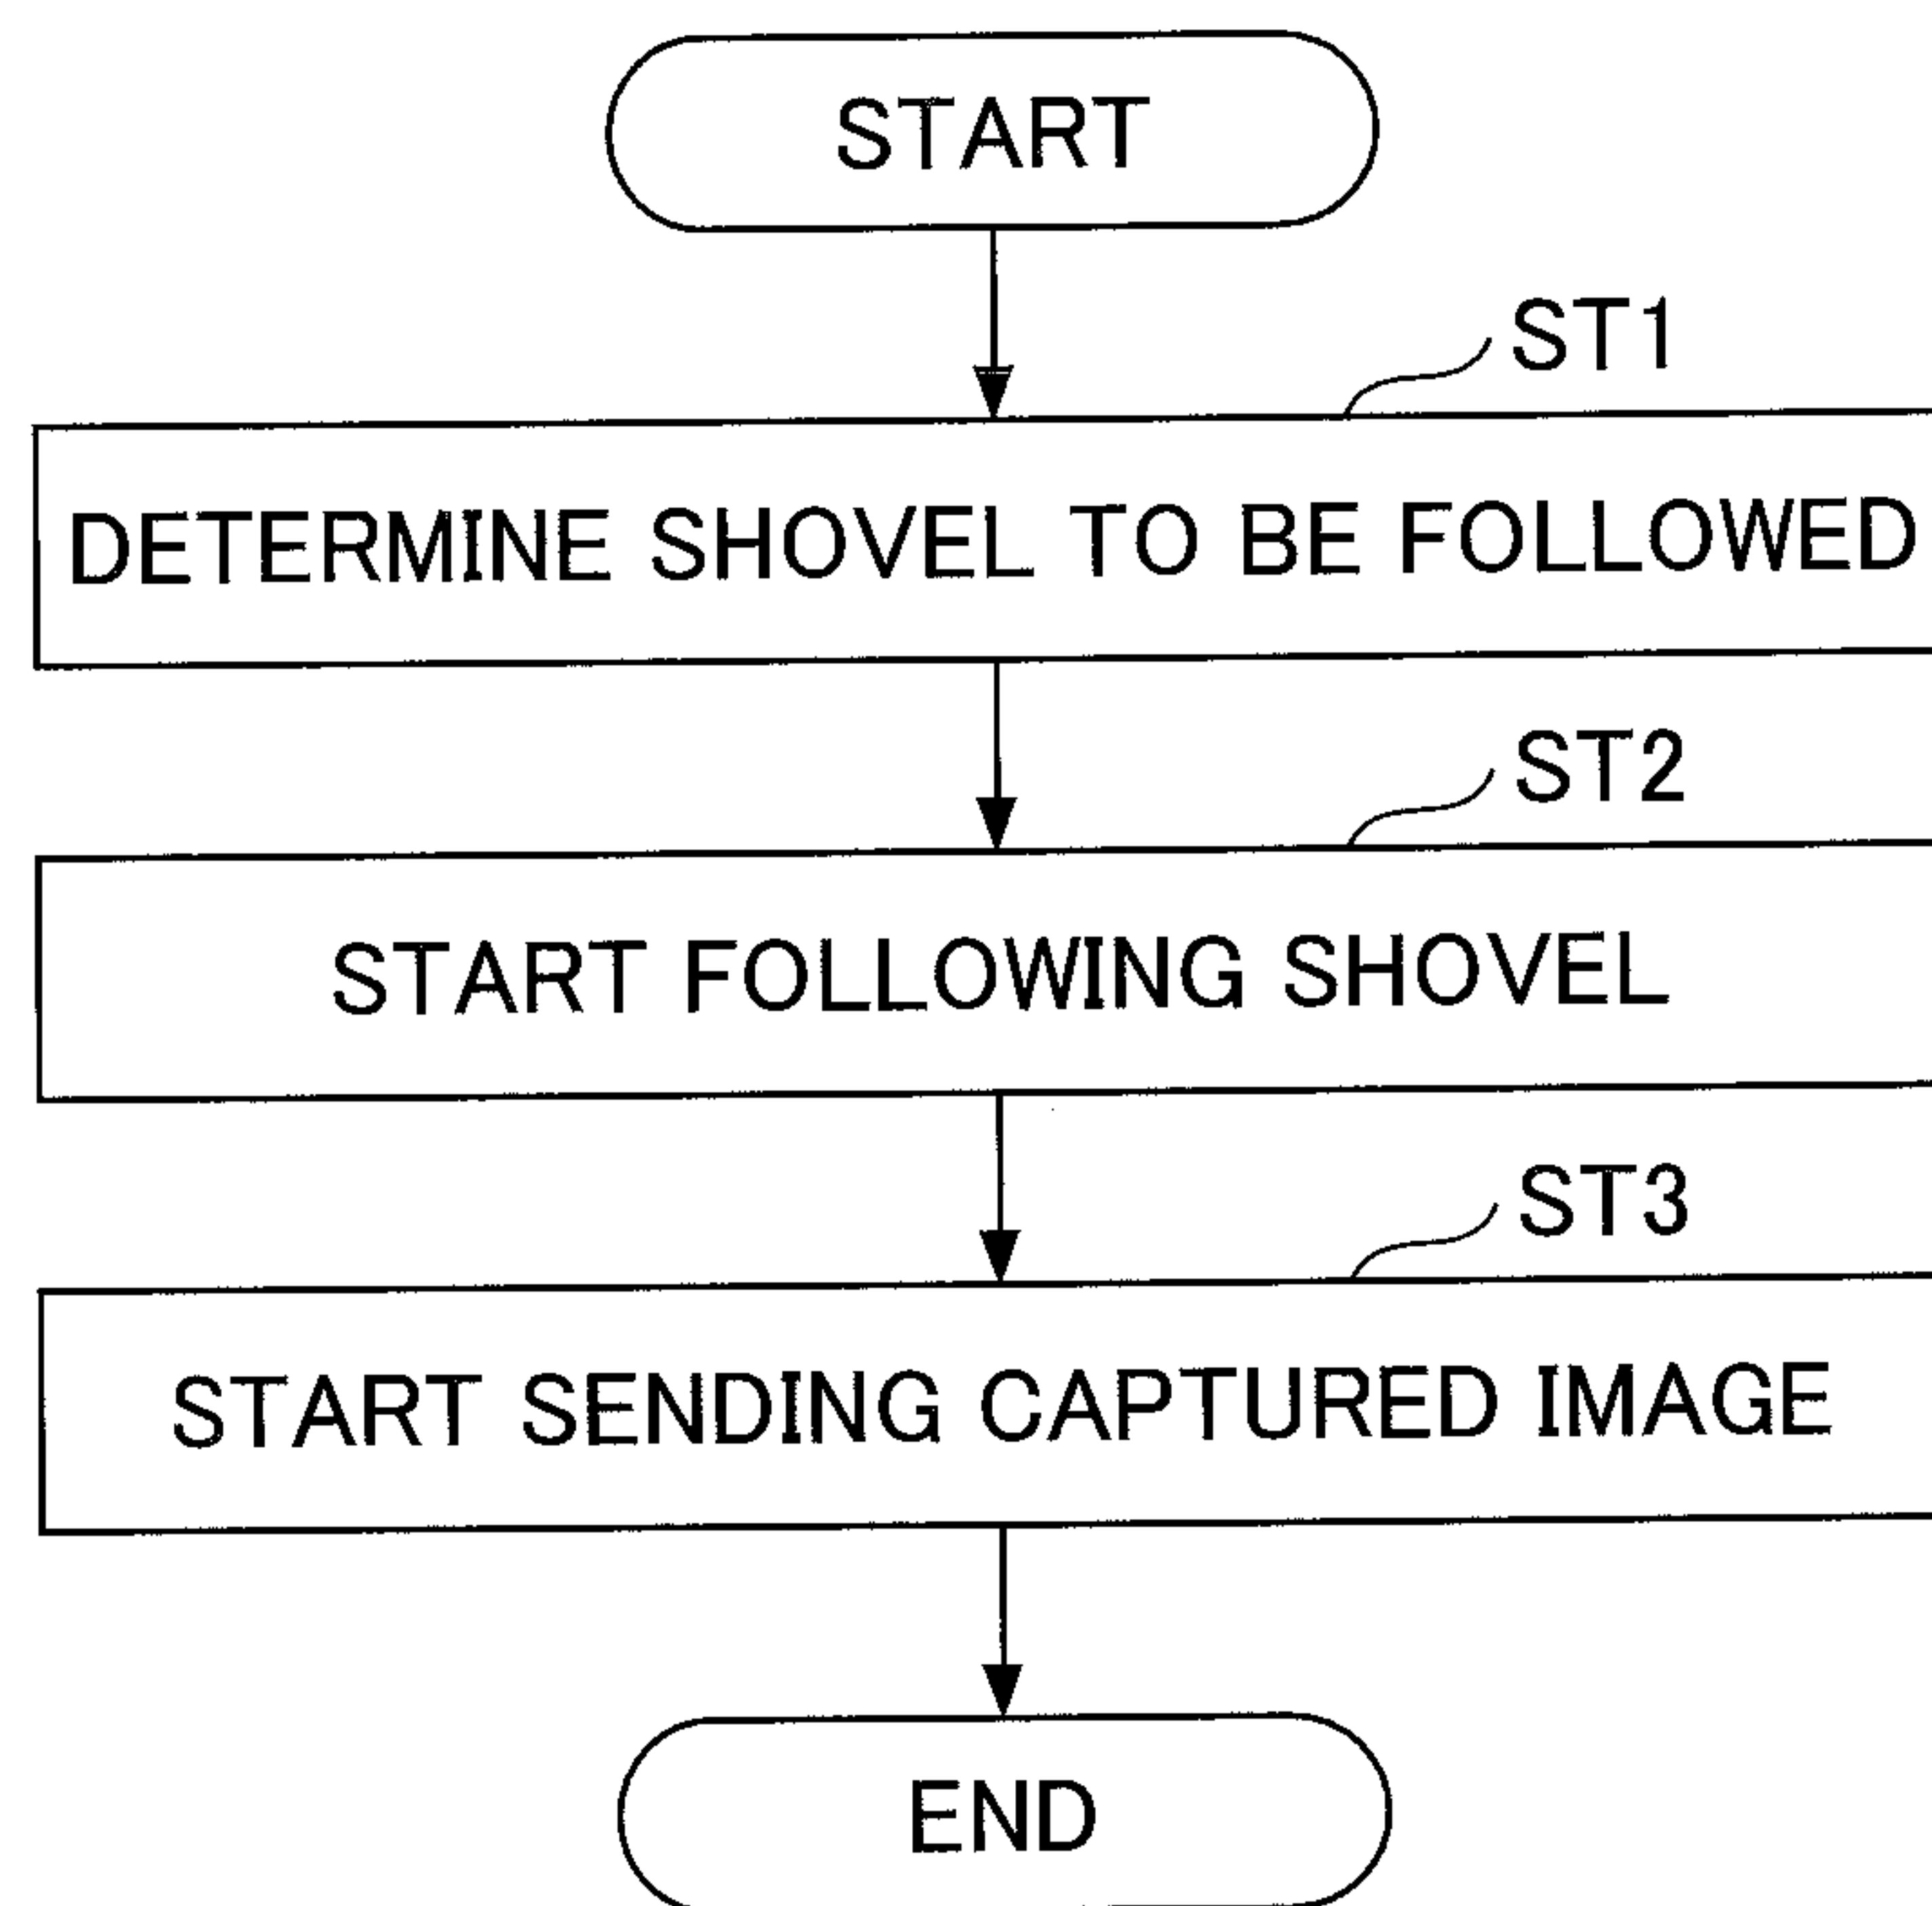 START
ST1
DETERMINE SHOVEL TO BE FOLLOWED
ST2
START FOLLOWING SHOVEL
ST3
START SENDING CAPTURED IMAGE
END